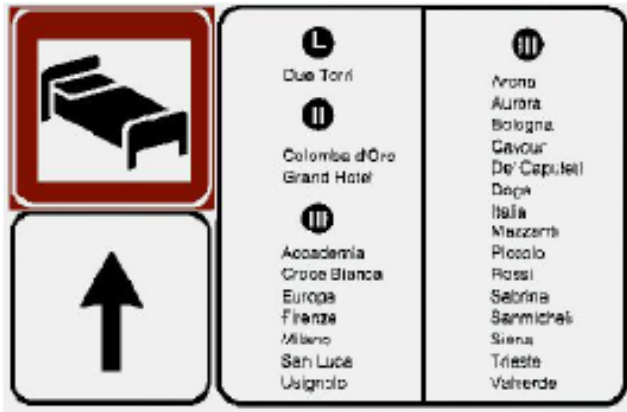 L
Due Torri
II
Colomba d'Oro
Grand Hotel
III
Accademia
Croce Bianca
Europa
Firenze
Milano
San Luca
Usignolo
III
Arena
Aurora
Bologna
Cavour
De' Capuleti
Italia
Mazzanti
Piccolo
Rossi
Sabrina
Sanmicheli
Siena
Trieste
Valverde